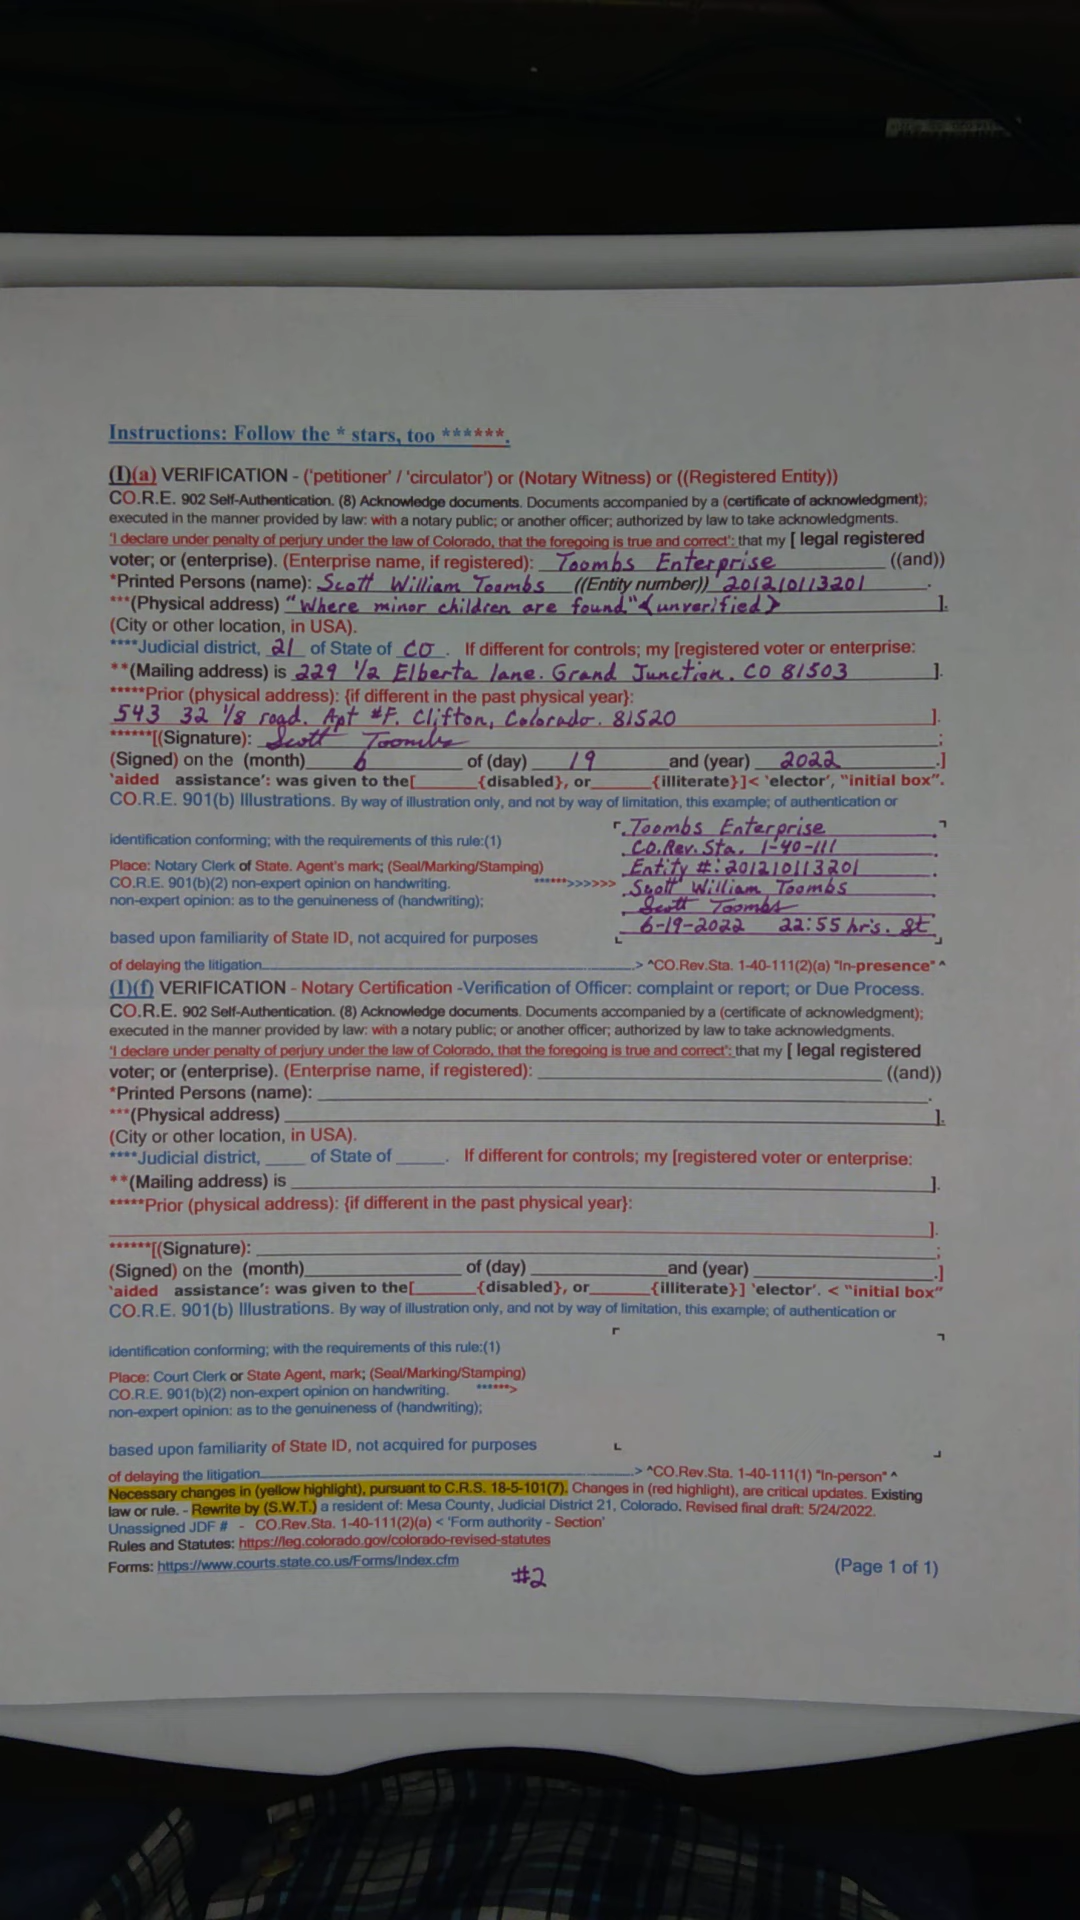 Instructions: Follow the * stars, too ******.
(I)(a) VERIFICATION - ('petitioner' / 'circulator') or (Notary Witness) or ((Registered Entity))
CO.R.E. 902 Self-Authentication. (8) Acknowledge documents. Documents accompanied by a (certificate of acknowledgment);
executed in the manner provided by law: with a notary public; or another officer; authorized by law to take acknowledgments.
'I declare under penalty of perjury under the law of Colorado, that the foregoing is true and correct': that my [ legal registered
voter; or (enterprise). (Enterprise name, if registered): Toombs Enterprise ((and))
*Printed Persons (name): Scott William Toombs ((Entity number)) 201210113201.
***(Physical address) "Where minor children are found." <unverified> ].
(City or other location, in USA).
****Judicial district, 21 of State of CO. If different for controls; my [registered voter or enterprise:
**(Mailing address) is 229 1/2 Elberta lane. Grand Junction. CO 81503 ].
*****Prior (physical address): {if different in the past physical year}:
543 32 1/8 road. Apt #F. Clifton, Colorado. 81520 ].
******[(Signature): Scott Toombs ;
(Signed) on the (month) 6 of (day) 19 and (year) 2022 .]
'aided assistance': was given to the[____{disabled}, or____{illiterate}]< 'elector', "initial box".
CO.R.E. 901(b) Illustrations. By way of illustration only, and not by way of limitation, this example; of authentication or
Toombs Enterprise
identification conforming; with the requirements of this rule:(1) CO.Rev.Sta. 1-40-111
Place: Notary Clerk of State. Agent's mark; (Seal/Marking/Stamping) Entity #: 201210113201
CO.R.E. 901(b)(2) non-expert opinion on handwriting. ******>>>>>> Scott William Toombs
non-expert opinion: as to the genuineness of (handwriting); Scott Toombs
6-19-2022 22:55 hr's. St
based upon familiarity of State ID, not acquired for purposes
of delaying the litigation> ^CO.Rev.Sta. 1-40-111(2)(a) "In-presence" ^
(I)(f) VERIFICATION - Notary Certification -Verification of Officer: complaint or report; or Due Process.
CO.R.E. 902 Self-Authentication. (8) Acknowledge documents. Documents accompanied by a (certificate of acknowledgment);
executed in the manner provided by law: with a notary public; or another officer; authorized by law to take acknowledgments.
'I declare under penalty of perjury under the law of Colorado, that the foregoing is true and correct': that my [ legal registered
voter; or (enterprise). (Enterprise name, if registered): ____ ((and))
*Printed Persons (name): ____.
***(Physical address) ____ ].
(City or other location, in USA).
****Judicial district, ____ of State of ____. If different for controls; my [registered voter or enterprise:
**(Mailing address) is ____ ].
*****Prior (physical address): {if different in the past physical year}:
____ ].
******[(Signature): ____ ;
(Signed) on the (month)____ of (day) ____ and (year) ____.]
'aided assistance': was given to the[____{disabled}, or____{illiterate}] 'elector'. < "initial box"
CO.R.E. 901(b) Illustrations. By way of illustration only, and not by way of limitation, this example; of authentication or
identification conforming; with the requirements of this rule:(1)
Place: Court Clerk or State Agent, mark; (Seal/Marking/Stamping)
CO.R.E. 901(b)(2) non-expert opinion on handwriting. ******>
non-expert opinion: as to the genuineness of (handwriting);
based upon familiarity of State ID, not acquired for purposes
of delaying the litigation> ^CO.Rev.Sta. 1-40-111(1) "In-person" ^
Necessary changes in (yellow highlight), pursuant to C.R.S. 18-5-101(7). Changes in (red highlight), are critical updates. Existing
law or rule. - Rewrite by (S.W.T.) a resident of: Mesa County, Judicial District 21, Colorado. Revised final draft: 5/24/2022.
Unassigned JDF # - CO.Rev.Sta. 1-40-111(2)(a) < 'Form authority - Section'
Rules and Statutes: https://leg.colorado.gov/colorado-revised-statutes
Forms: https://www.courts.state.co.us/Forms/Index.cfm
#2
(Page 1 of 1)